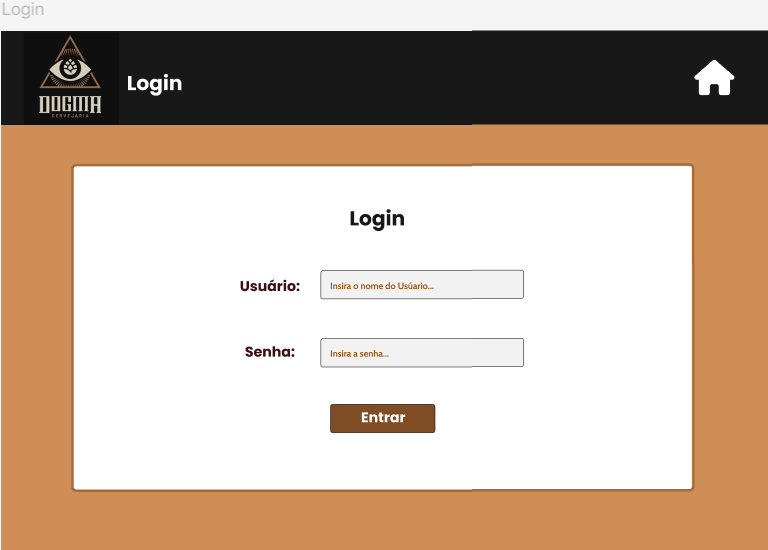 Login
DOGMA
CERVEJARIA
Login
Login
Usuário:
Insira o nome do Usúario...
Senha:
Insira a senha...
Entrar